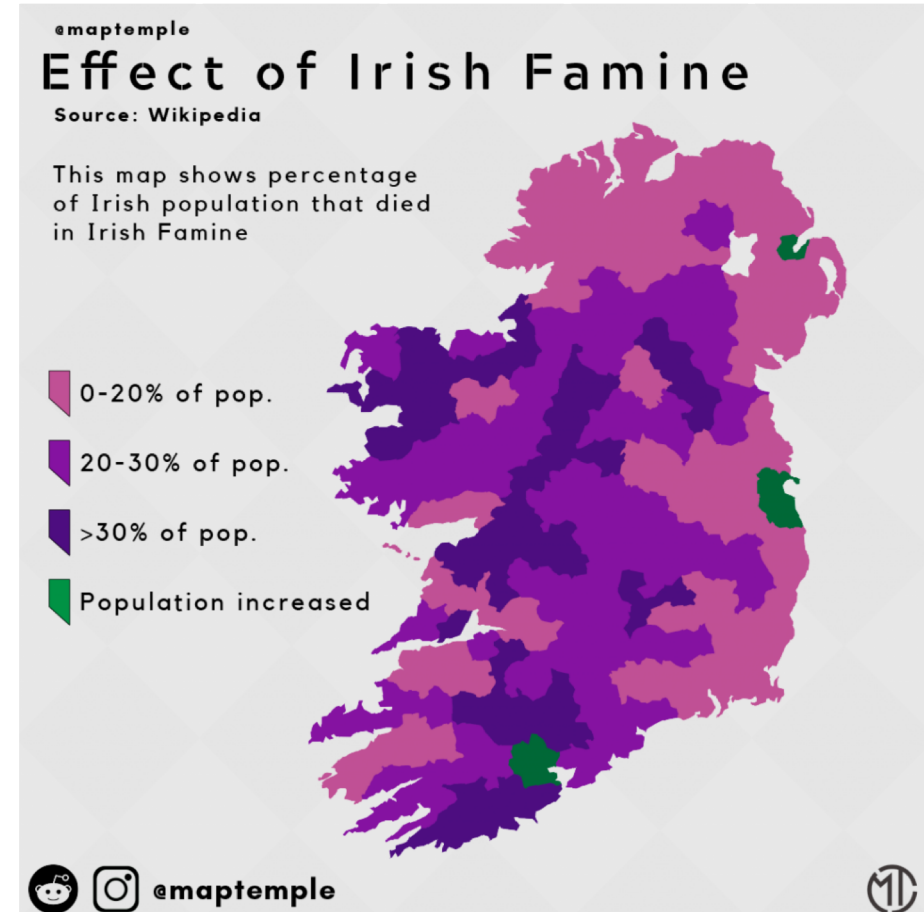 @maptemple
Effect of Irish Famine
Source: Wikipedia
This map shows percentage
of Irish population that died
in Irish Famine
0-20% of pop.
20-30% of pop.
>30% of pop.
Population increased
@maptemple